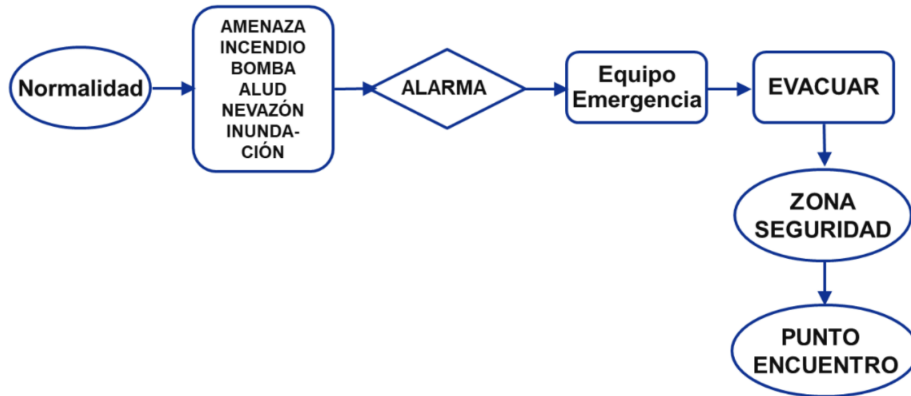 Normalidad
AMENAZA
INCENDIO
BOMBA
ALUD
NEVAZÓN
INUNDA-
CIÓN
ALARMA
Equipo
Emergencia
EVACUAR
ZONA
SEGURIDAD
PUNTO
ENCUENTRO